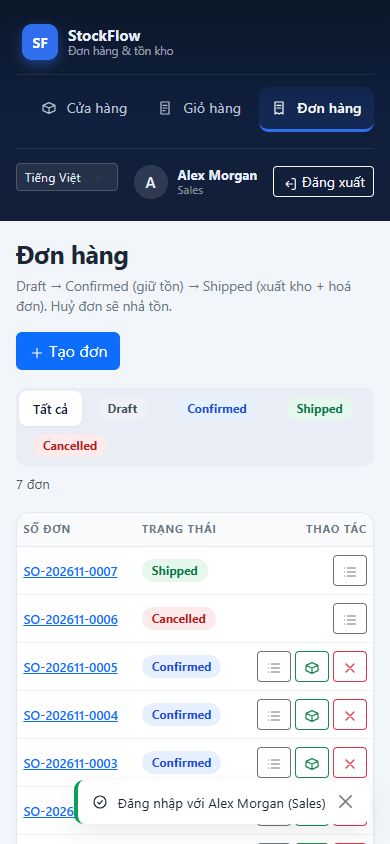 SF
StockFlow
Đơn hàng & tồn kho
Cửa hàng
Giỏ hàng
Đơn hàng
Tiếng Việt
A
Alex Morgan
Sales
Đăng xuất
Đơn hàng
Draft → Confirmed (giữ tồn) → Shipped (xuất kho + hoá
đơn). Huỷ đơn sẽ nhả tồn.
+ Tạo đơn
Tất cả
Draft
Confirmed
Shipped
Cancelled
7 đơn
SỐ ĐƠN TRẠNG THÁI THAO TÁC
SO-202611-0007 Shipped
SO-202611-0006 Cancelled
SO-202611-0005 Confirmed
SO-202611-0004 Confirmed
SO-202611-0003 Confirmed
Đăng nhập với Alex Morgan (Sales)